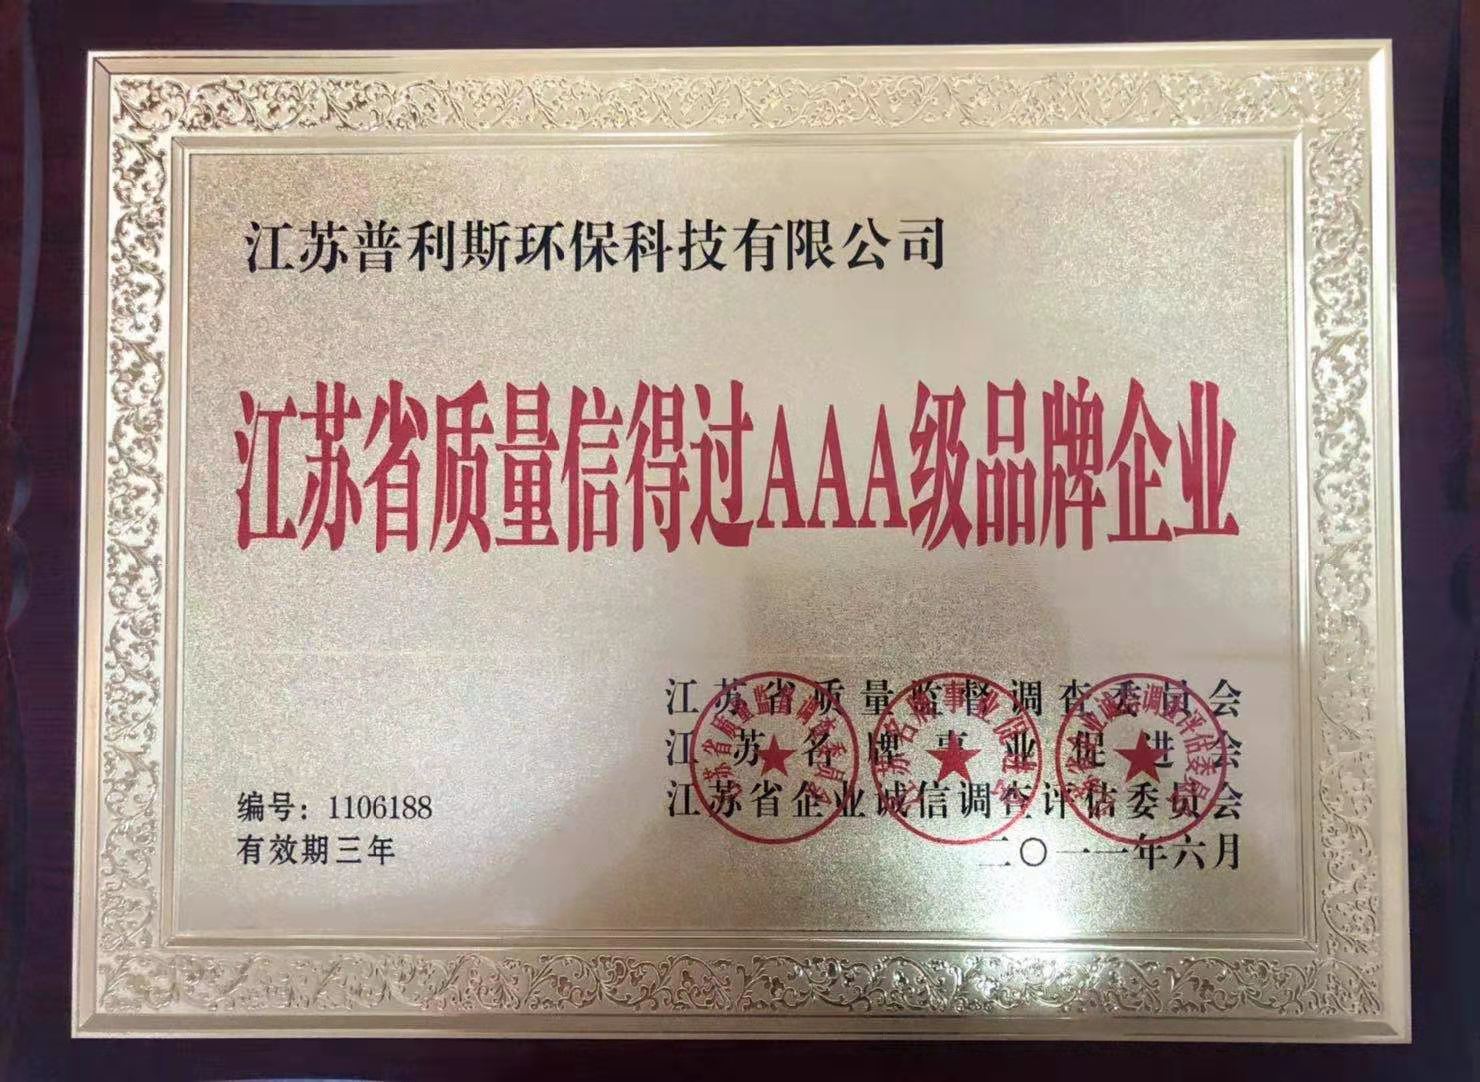 江苏普利斯环保科技有限公司
江苏省质量信得过AAA级品牌企业
江苏省质量监督调查委员会
江苏名牌事业促进会
江苏省企业诚信调查评估委员会
编号：1106188
有效期三年
二〇一一年六月